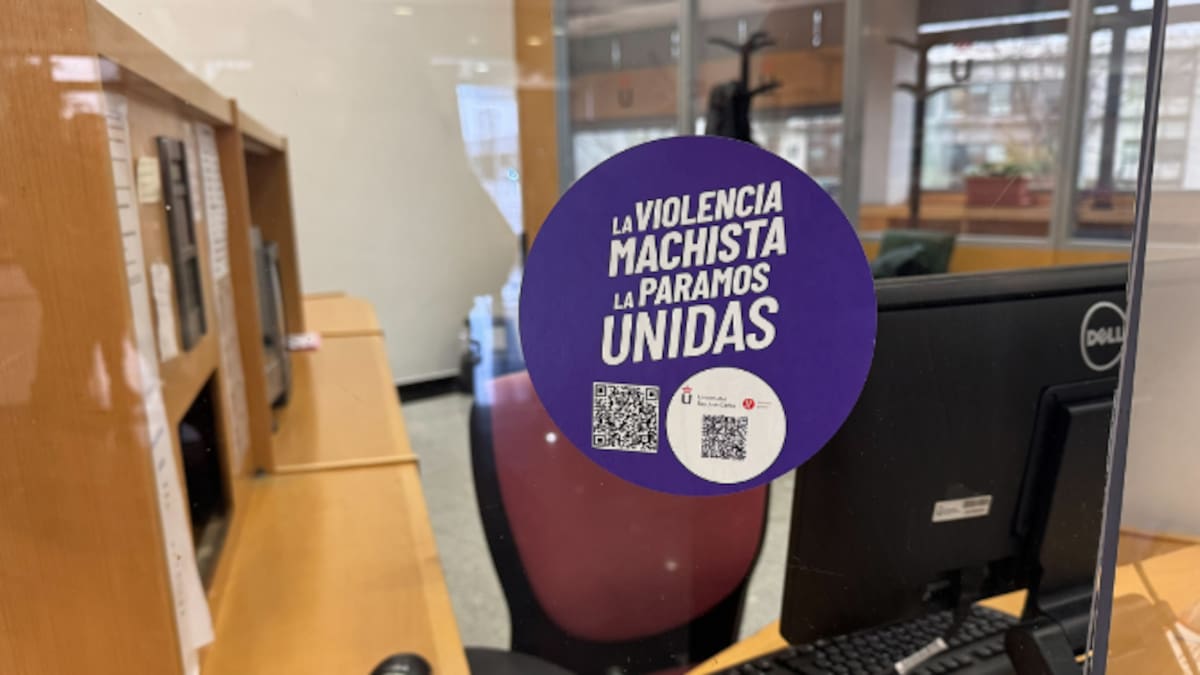 LA VIOLENCIA
MACHISTA
LA PARAMOS
UNIDAS
DELL